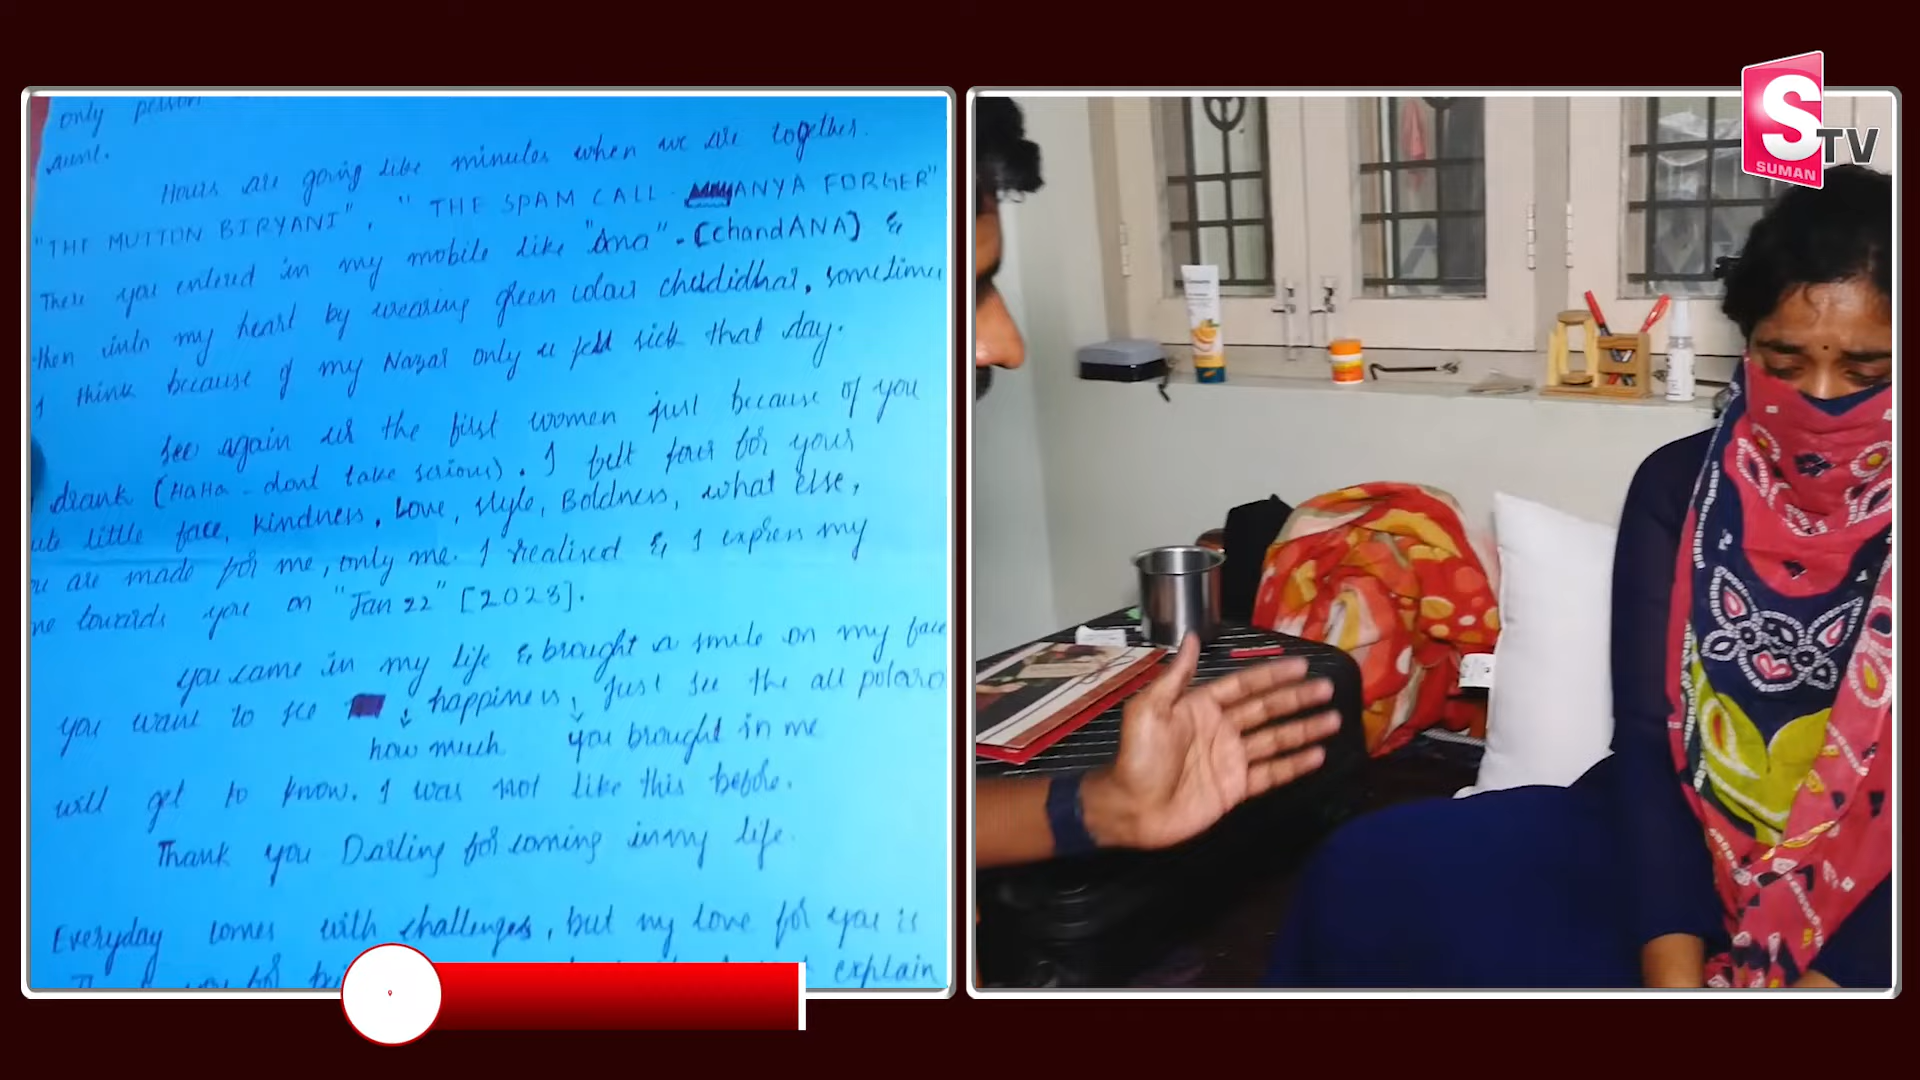 only person
aunt.
Hours are going like minutes when we are together.
"THE MUTTON BIRYANI", "THE SPAM CALL - ANYA FORGER"
There you entered in my mobile like "Ana" - [chandANA] &
then into my heart by wearing green colour chudidhar, sometimes
I think because of my Nazar only u fell sick that day.
See again ur the first women just because of you
drank (HaHa - dont take serious). I felt for your
little face, kindness, Love, style, Boldness, what else,
are made for me, only me. I realised & I express my
towards you on "Jan 22" [2023].
you came in my life & brought a smile on my face
you want to see happiness, Just see the all polaro
how much you brought in me
will get to know. I was not like this before.
Thank you Darling for coming in my life.
Everyday comes with challenges, but my love for you is
explain
S TV
SUMAN